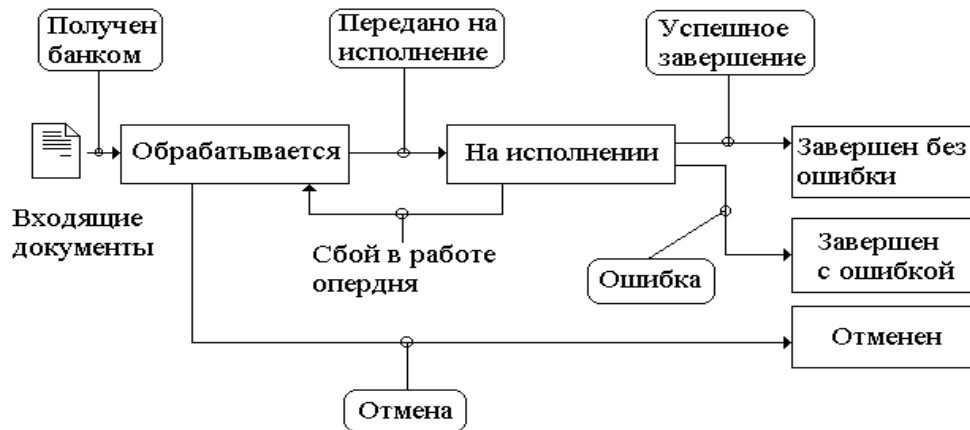 Получен
банком
Передано на
исполнение
Успешное
завершение
Обрабатывается
На исполнении
Завершен без
ошибки
Входящие
документы
Сбой в работе
опердня
Ошибка
Завершен
с ошибкой
Отменен
Отмена